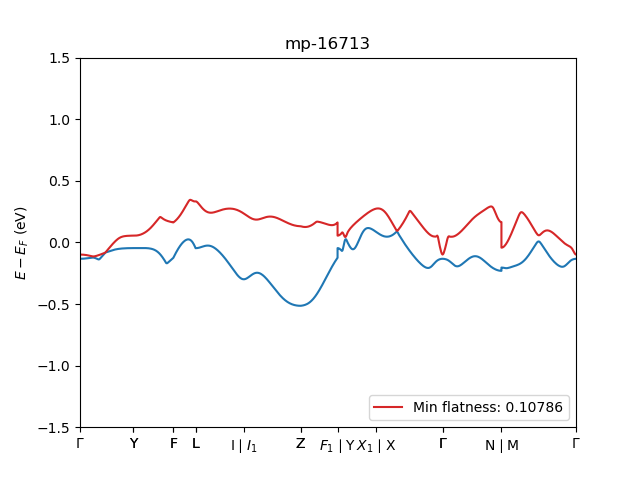 mp-16713
E − E_F (eV)
1.5
1.0
0.5
0.0
−0.5
−1.0
−1.5
Min flatness: 0.10786
Γ Y F L I | I₁ Z F₁ | Y X₁ | X Γ N | M Γ